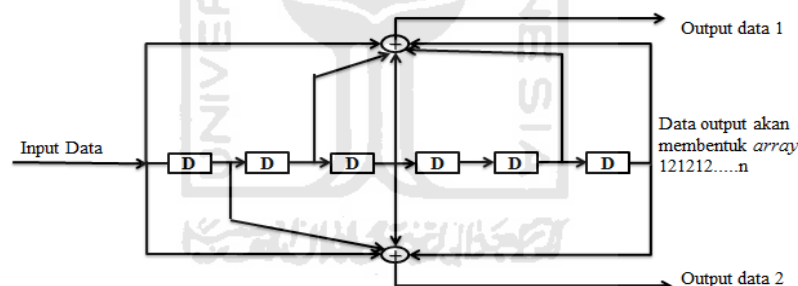 Output data 1
Input Data
D D D D D D
Data output akan
membentuk array
121212.....n
Output data 2